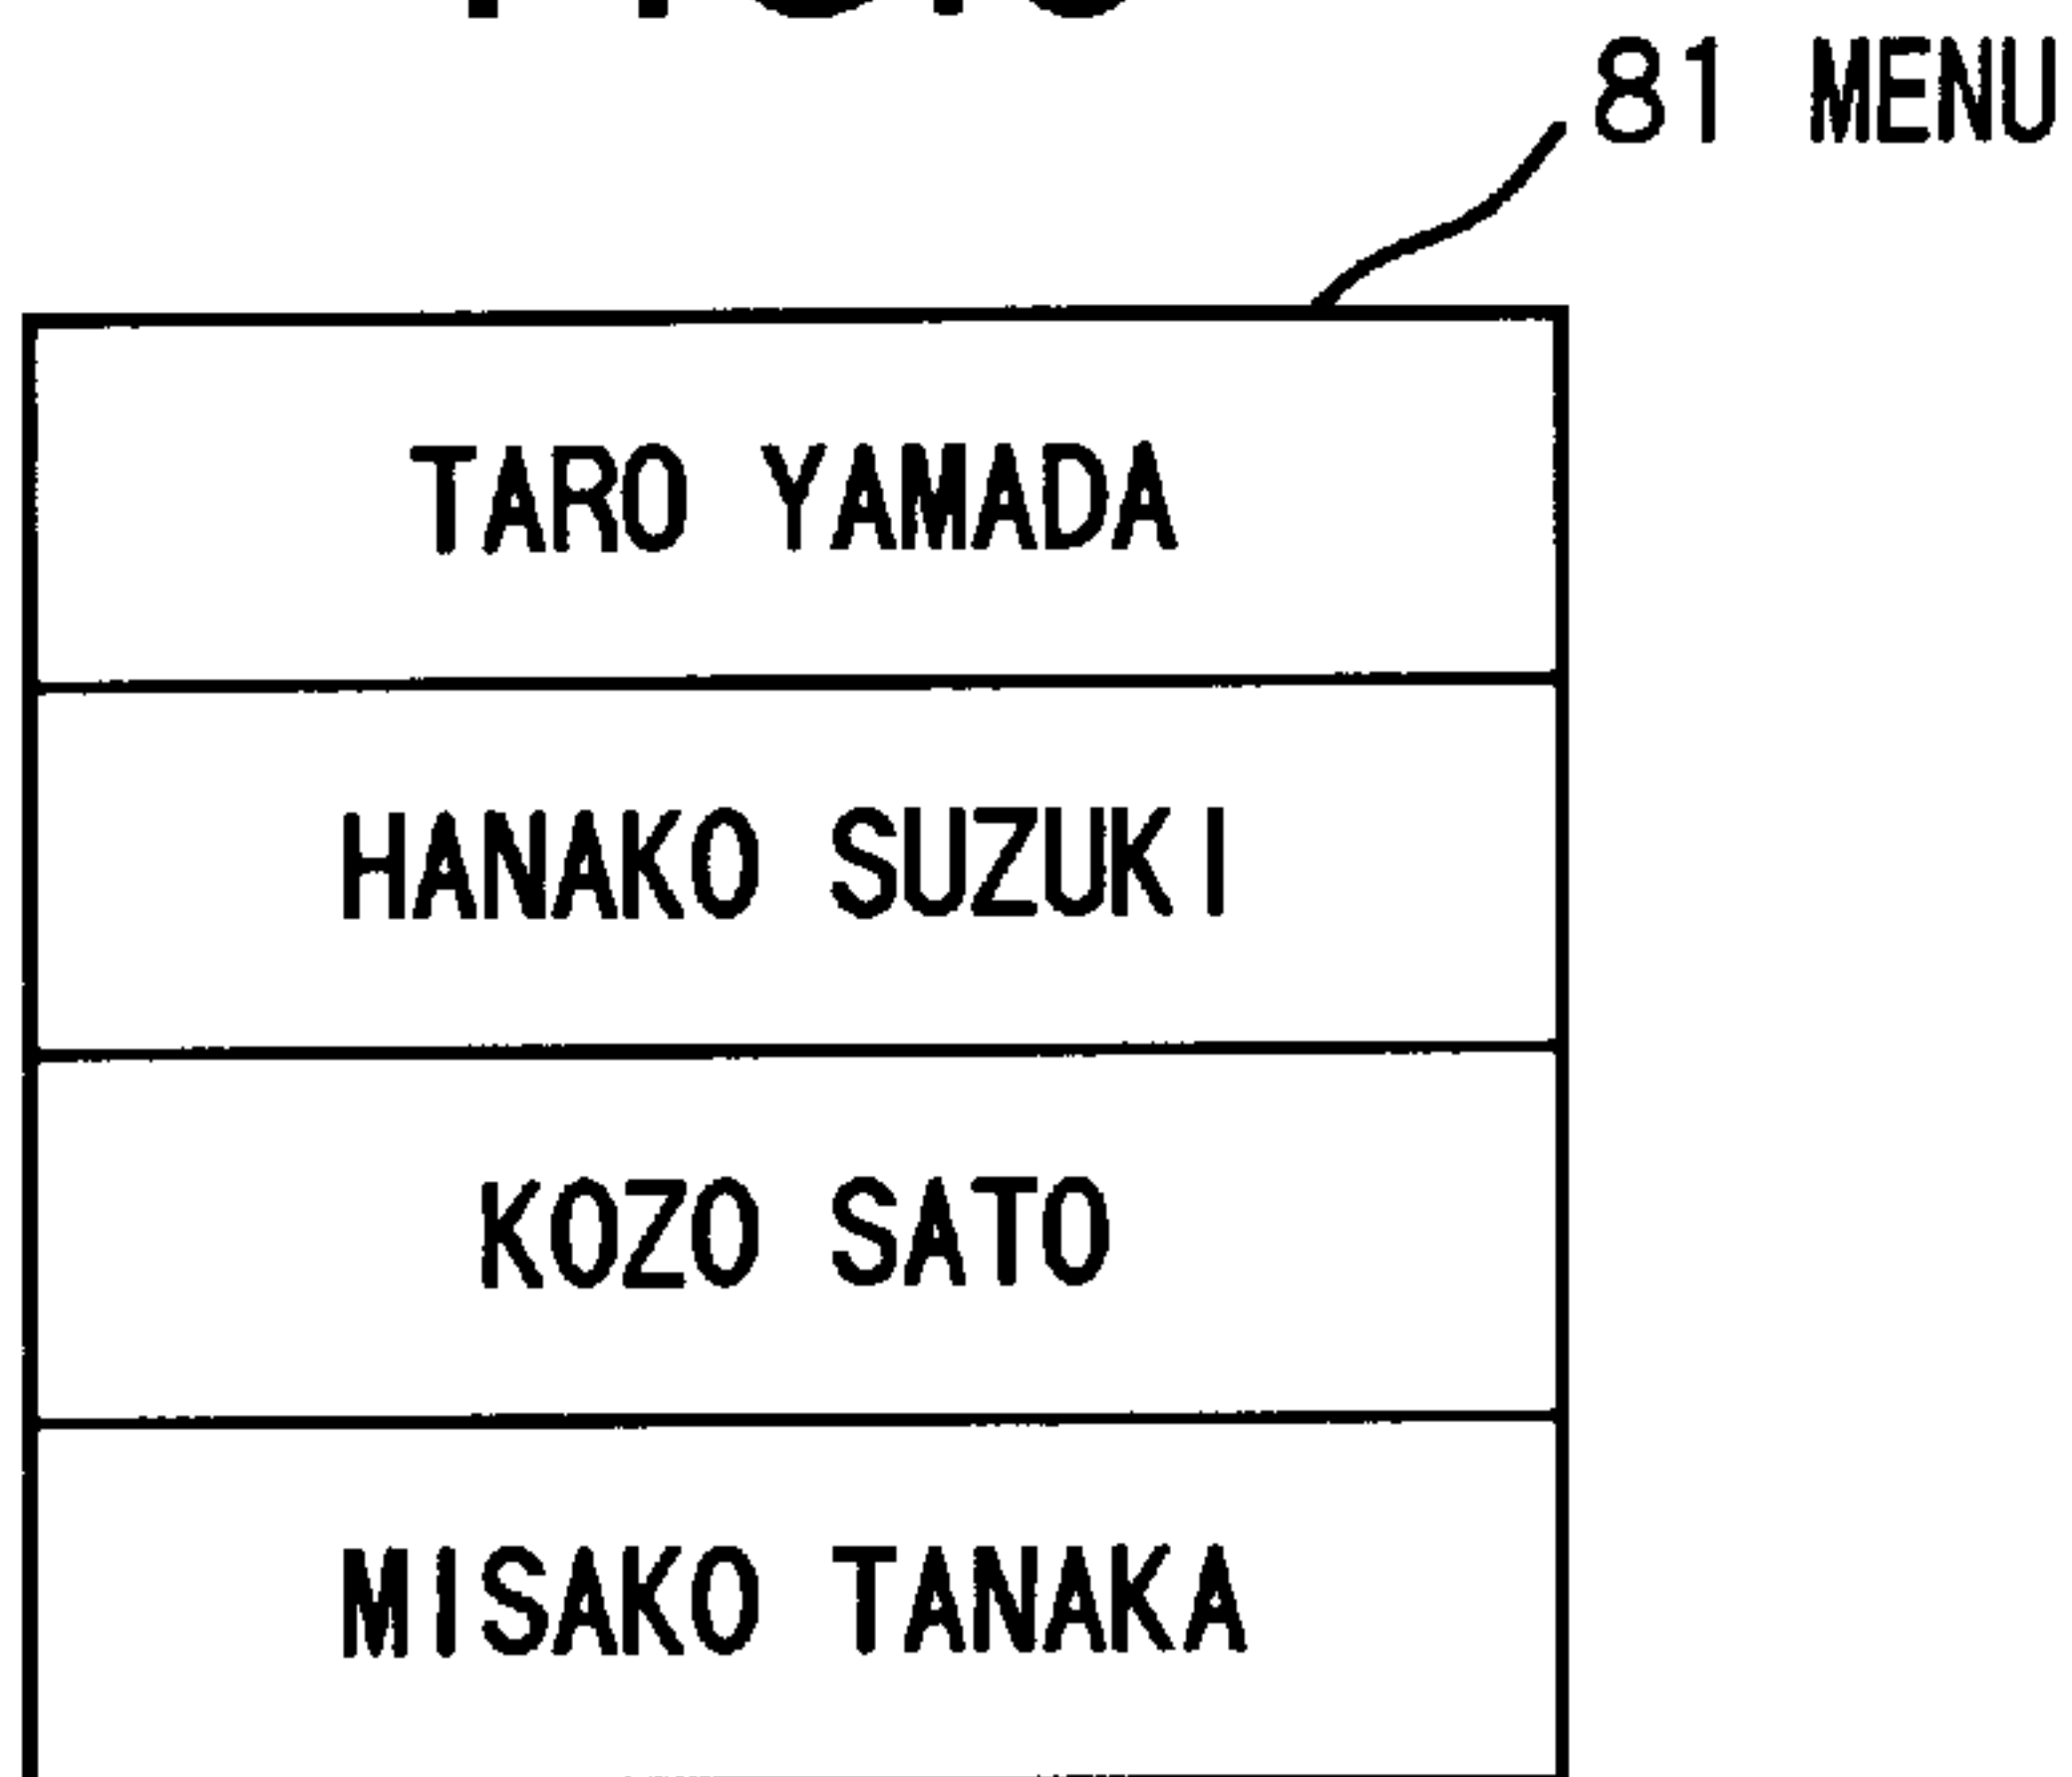 81 MENU
TARO YAMADA
HANAKO SUZUKI
KOZO SATO
MISAKO TANAKA